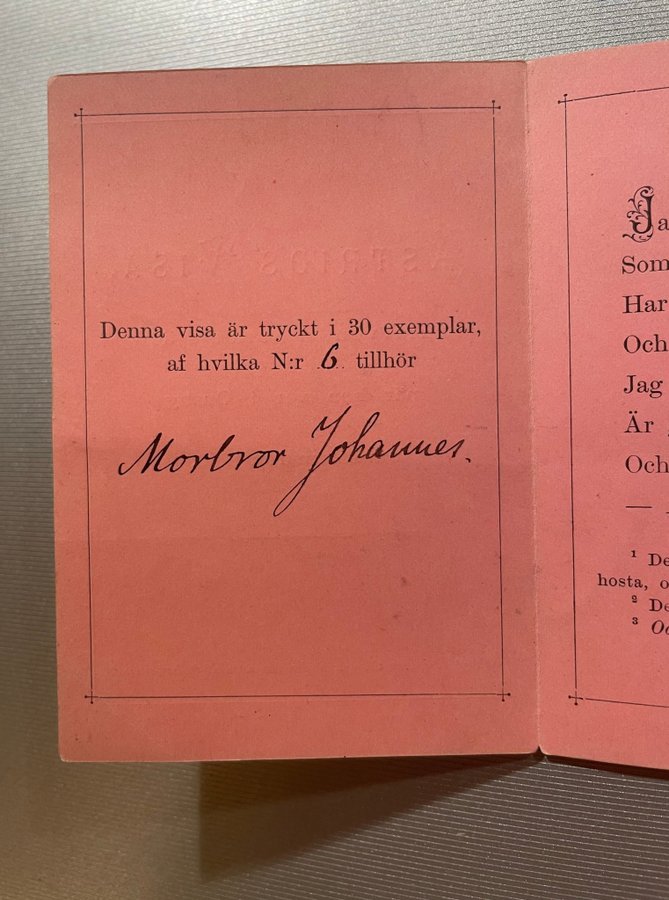 Denna visa är tryckt i 30 exemplar,
af hvilka N:r 6 tillhör
Morbror Johannes.
Ja
Som
Har
Och
Jag
Är
Och
—
¹ De
hosta, o
² De
³ Oc